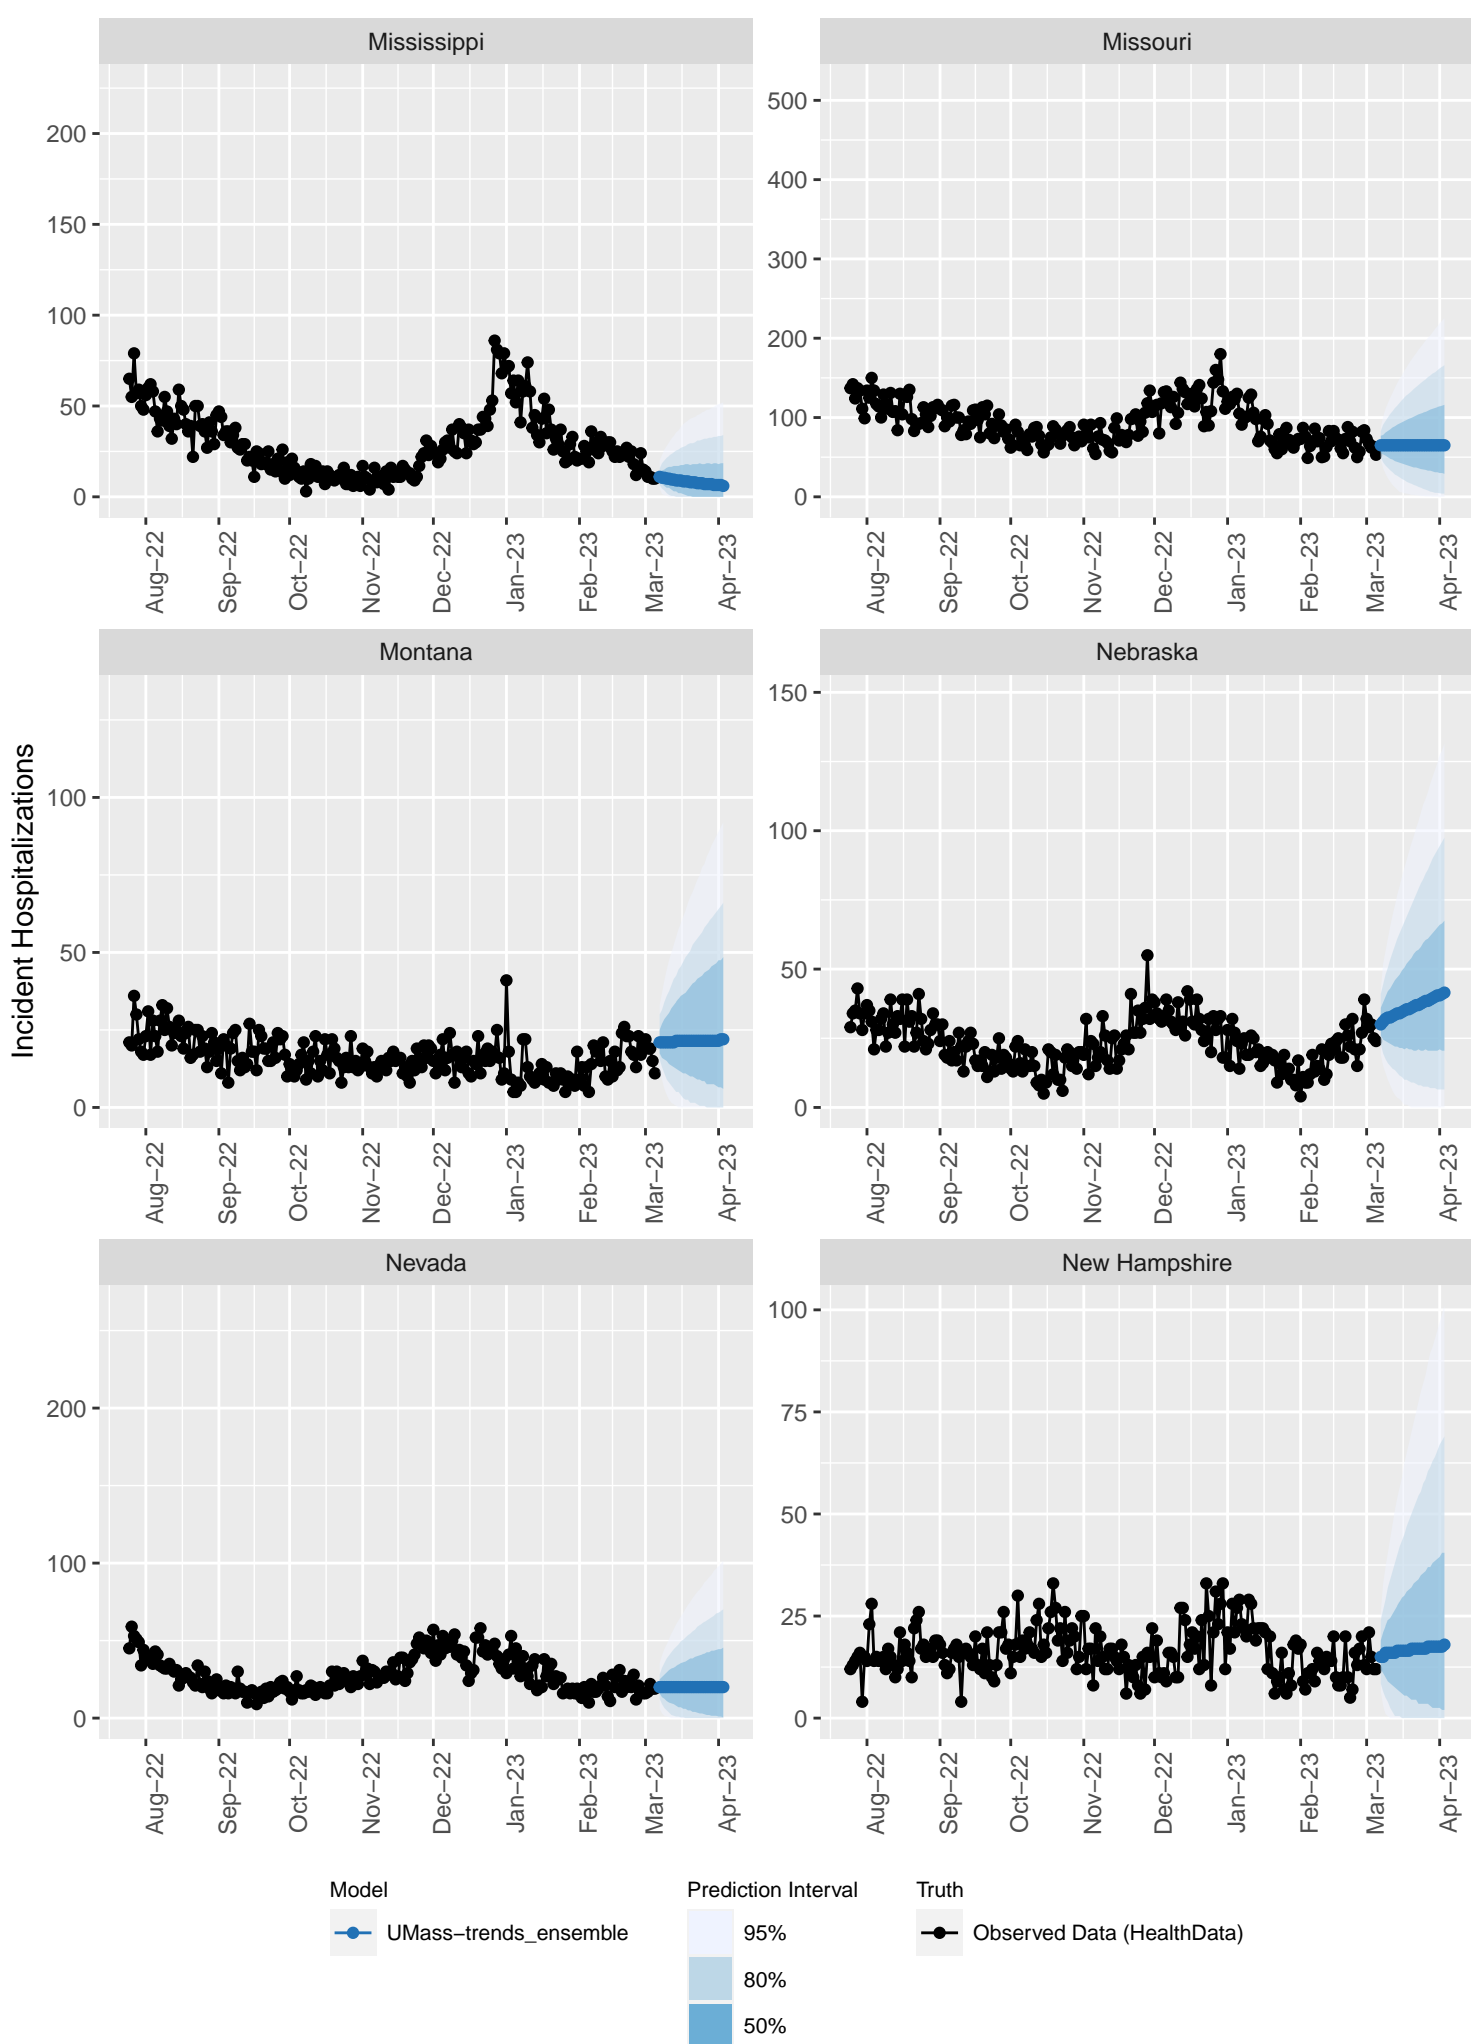 Incident Hospitalizations
Mississippi
200
150
100
50
0
Aug−22
Sep−22
Oct−22
Nov−22
Dec−22
Jan−23
Feb−23
Mar−23
Apr−23
Missouri
500
400
300
200
100
0
Aug−22
Sep−22
Oct−22
Nov−22
Dec−22
Jan−23
Feb−23
Mar−23
Apr−23
Montana
100
50
0
Aug−22
Sep−22
Oct−22
Nov−22
Dec−22
Jan−23
Feb−23
Mar−23
Apr−23
Nebraska
150
100
50
0
Aug−22
Sep−22
Oct−22
Nov−22
Dec−22
Jan−23
Feb−23
Mar−23
Apr−23
Nevada
200
100
0
Aug−22
Sep−22
Oct−22
Nov−22
Dec−22
Jan−23
Feb−23
Mar−23
Apr−23
New Hampshire
100
75
50
25
0
Aug−22
Sep−22
Oct−22
Nov−22
Dec−22
Jan−23
Feb−23
Mar−23
Apr−23
Model
UMass−trends_ensemble
Prediction Interval
95%
80%
50%
Truth
Observed Data (HealthData)